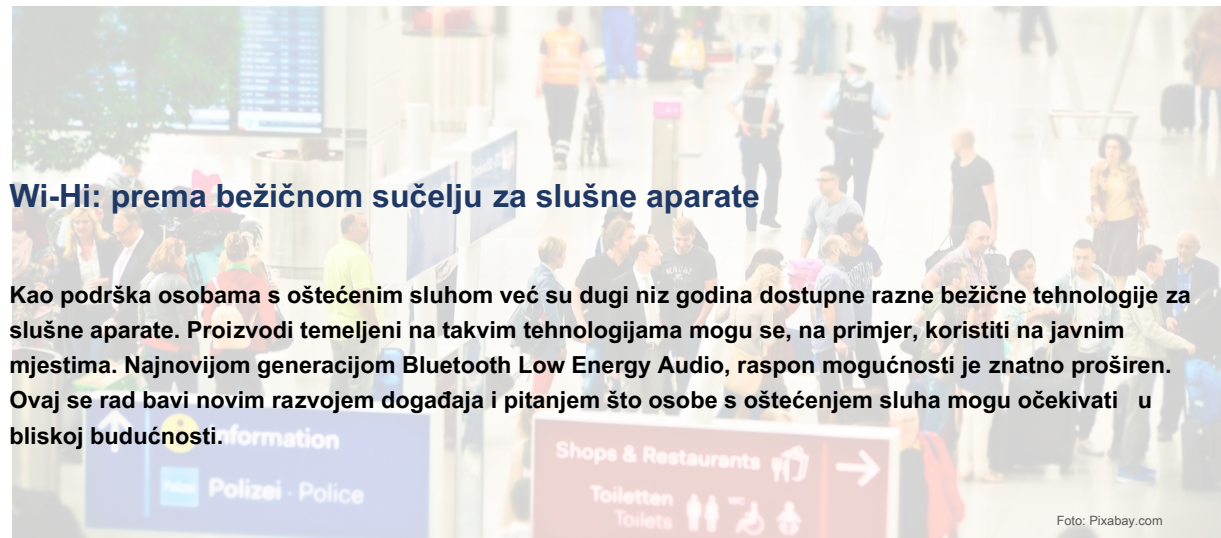 Wi-Hi: prema bežičnom sučelju za slušne aparate
Kao podrška osobama s oštećenim sluhom već su dugi niz godina dostupne razne bežične tehnologije za
slušne aparate. Proizvodi temeljeni na takvim tehnologijama mogu se, na primjer, koristiti na javnim
mjestima. Najnovijom generacijom Bluetooth Low Energy Audio, raspon mogućnosti je znatno proširen.
Ovaj se rad bavi novim razvojem događaja i pitanjem što osobe s oštećenjem sluha mogu očekivati u
bliskoj budućnosti.
Information
Polizei · Police
Shops & Restaurants
Toiletten
Toilets
WC
Foto: Pixabay.com